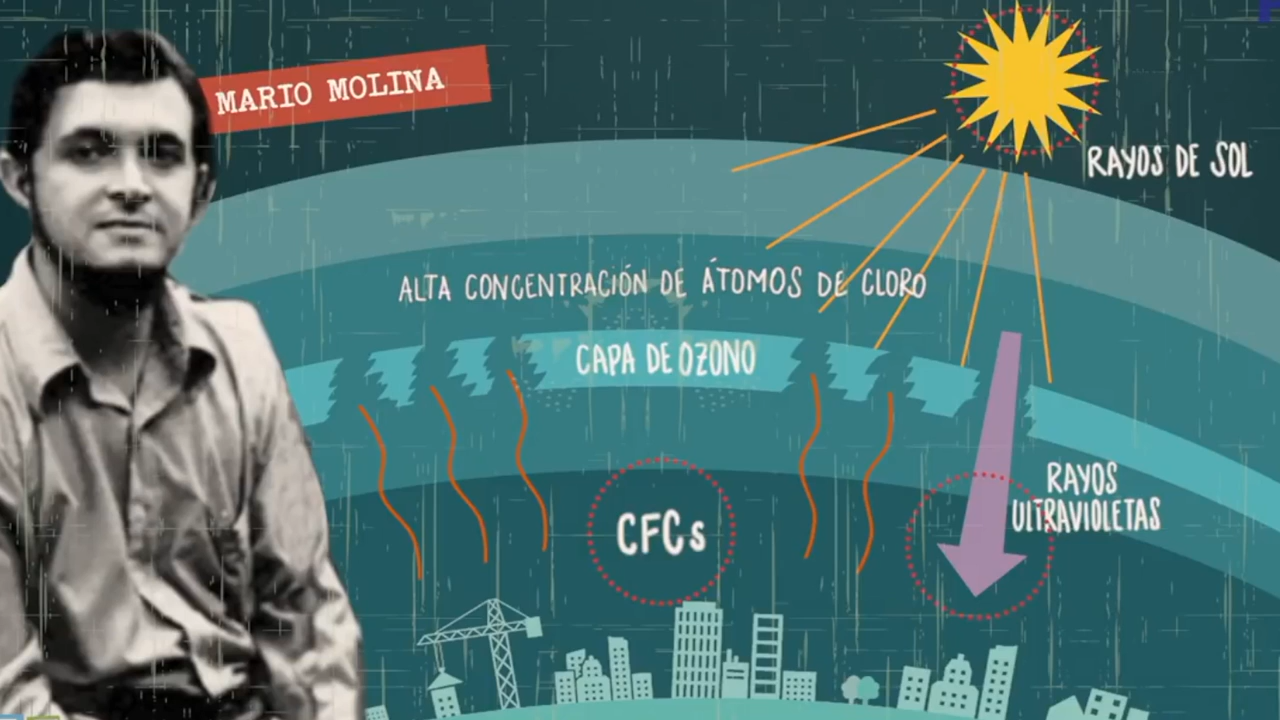 MARIO MOLINA
RAYOS DE SOL
ALTA CONCENTRACIÓN DE ÁTOMOS DE CLORO
CAPA DE OZONO
RAYOS
ULTRAVIOLETAS
CFCs